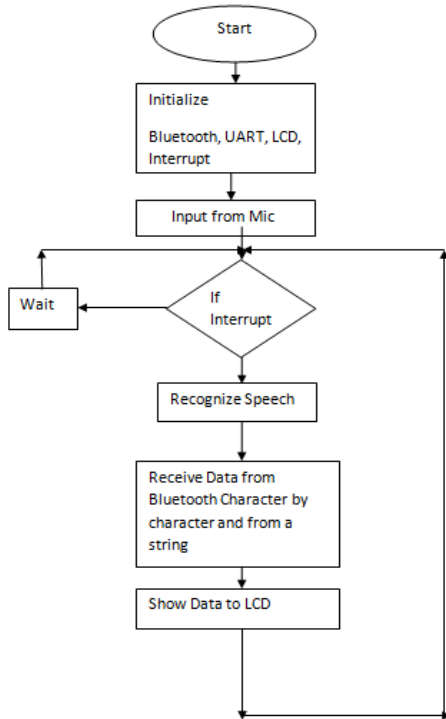 Start
Initialize
Bluetooth, UART, LCD,
Interrupt
Input from Mic
If
Interrupt
Wait
Recognize Speech
Receive Data from
Bluetooth Character by
character and from a
string
Show Data to LCD